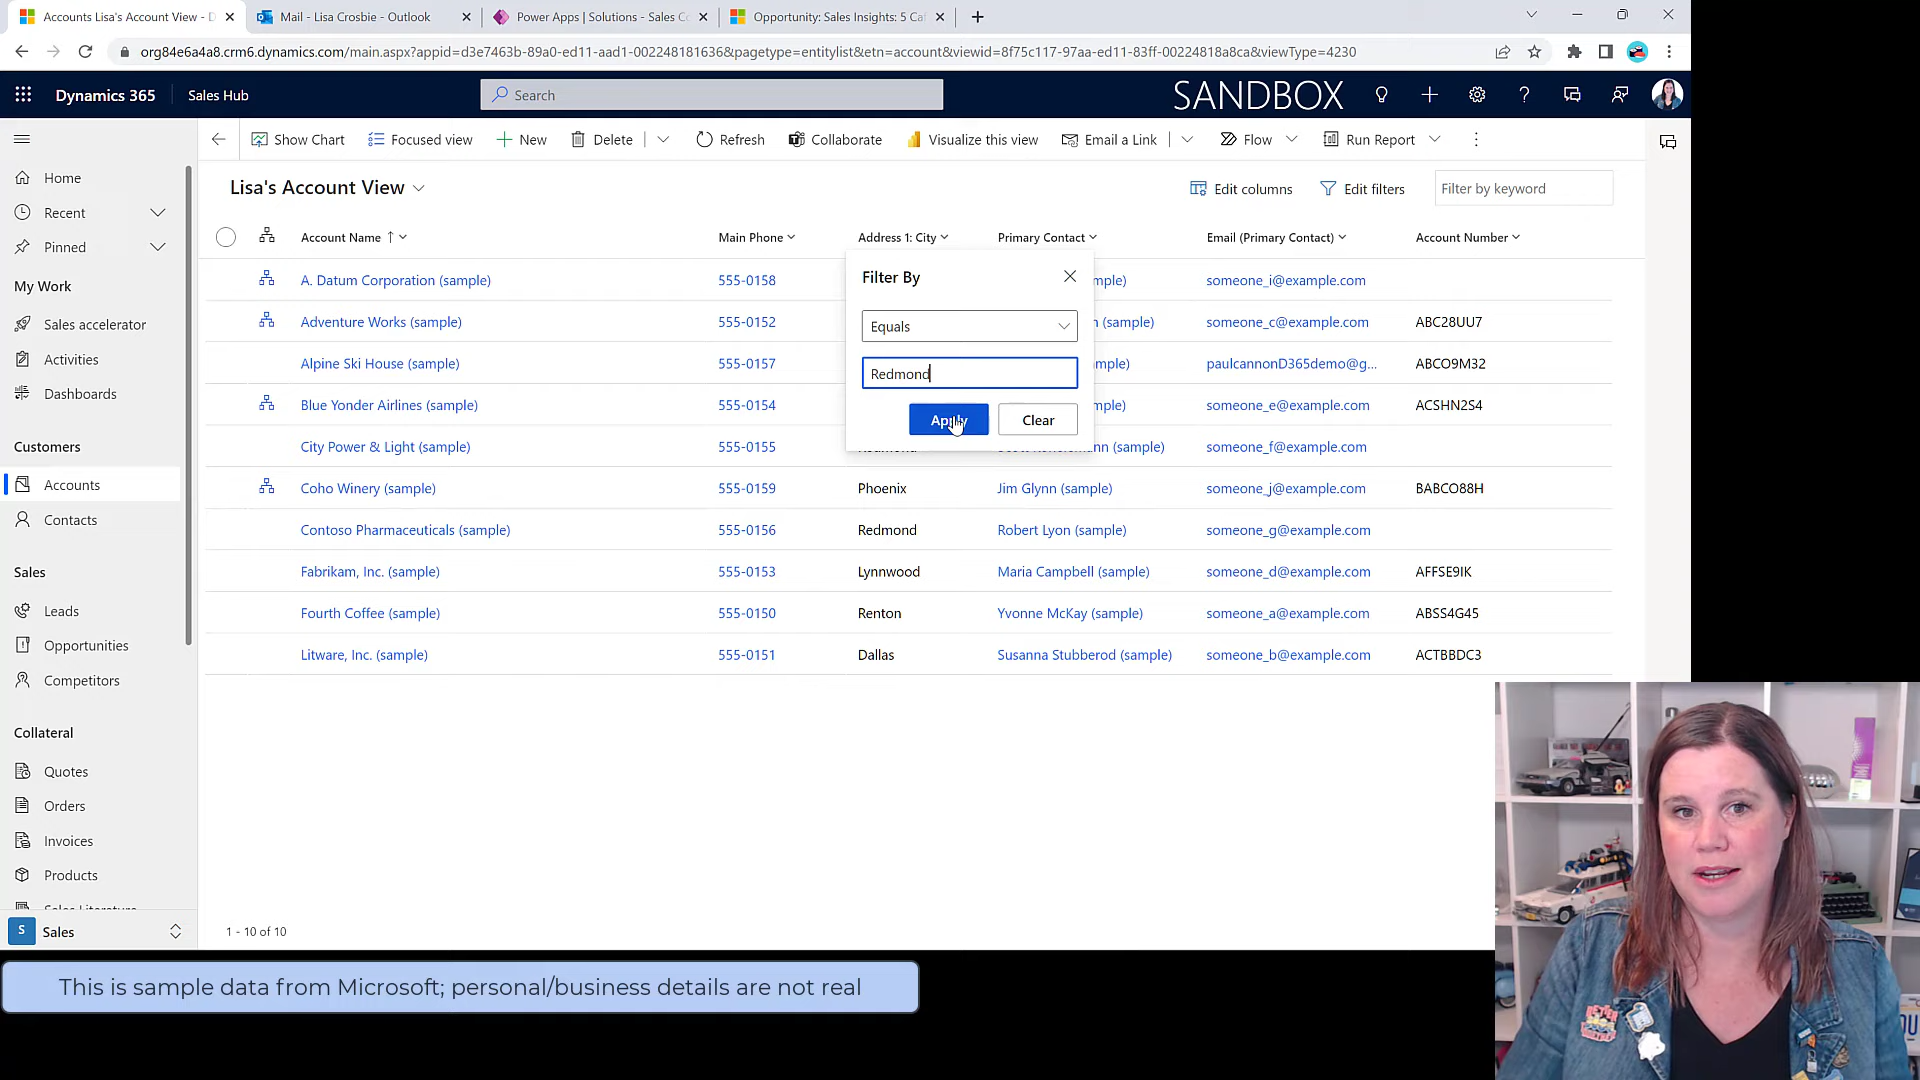 Accounts Lisa's Account View - D
Mail - Lisa Crosbie - Outlook
Power Apps | Solutions - Sales Co
Opportunity: Sales Insights: 5 Caf
org84e6a4a8.crm6.dynamics.com/main.aspx?appid=d3e7463b-89a0-ed11-aad1-002248181636&pagetype=entitylist&etn=account&viewid=8f75c117-97aa-ed11-83ff-00224818a8ca&viewType=4230
Dynamics 365
Sales Hub
Search
SANDBOX
Show Chart
Focused view
New
Delete
Refresh
Collaborate
Visualize this view
Email a Link
Flow
Run Report
Home
Recent
Pinned
My Work
Sales accelerator
Activities
Dashboards
Customers
Accounts
Contacts
Sales
Leads
Opportunities
Competitors
Collateral
Quotes
Orders
Invoices
Products
Sales Literature
S
Sales
Lisa's Account View
Edit columns
Edit filters
Filter by keyword
Account Name Main Phone Address 1: City Primary Contact Email (Primary Contact) Account Number
A. Datum Corporation (sample) 555-0158 mple) someone_i@example.com
Adventure Works (sample) 555-0152 n (sample) someone_c@example.com ABC28UU7
Alpine Ski House (sample) 555-0157 mple) paulcannonD365demo@g... ABCO9M32
Blue Yonder Airlines (sample) 555-0154 mple) someone_e@example.com ACSHN2S4
City Power & Light (sample) 555-0155 (sample) someone_f@example.com
Coho Winery (sample) 555-0159 Phoenix Jim Glynn (sample) someone_j@example.com BABCO88H
Contoso Pharmaceuticals (sample) 555-0156 Redmond Robert Lyon (sample) someone_g@example.com
Fabrikam, Inc. (sample) 555-0153 Lynnwood Maria Campbell (sample) someone_d@example.com AFFSE9IK
Fourth Coffee (sample) 555-0150 Renton Yvonne McKay (sample) someone_a@example.com ABSS4G45
Litware, Inc. (sample) 555-0151 Dallas Susanna Stubberod (sample) someone_b@example.com ACTBBDC3
Filter By
Equals
Redmond
Apply
Clear
1 - 10 of 10
This is sample data from Microsoft; personal/business details are not real